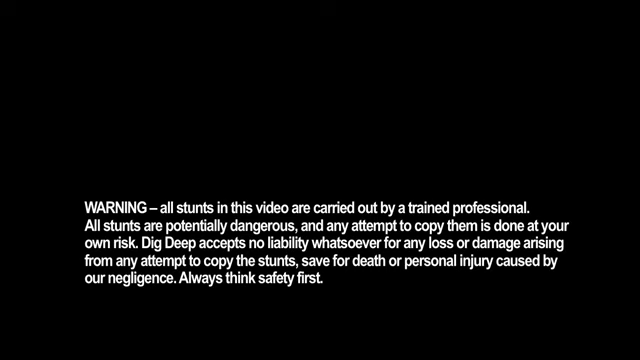 WARNING – all stunts in this video are carried out by a trained professional.
All stunts are potentially dangerous, and any attempt to copy them is done at your
own risk. Dig Deep accepts no liability whatsoever for any loss or damage arising
from any attempt to copy the stunts, save for death or personal injury caused by
our negligence. Always think safety first.